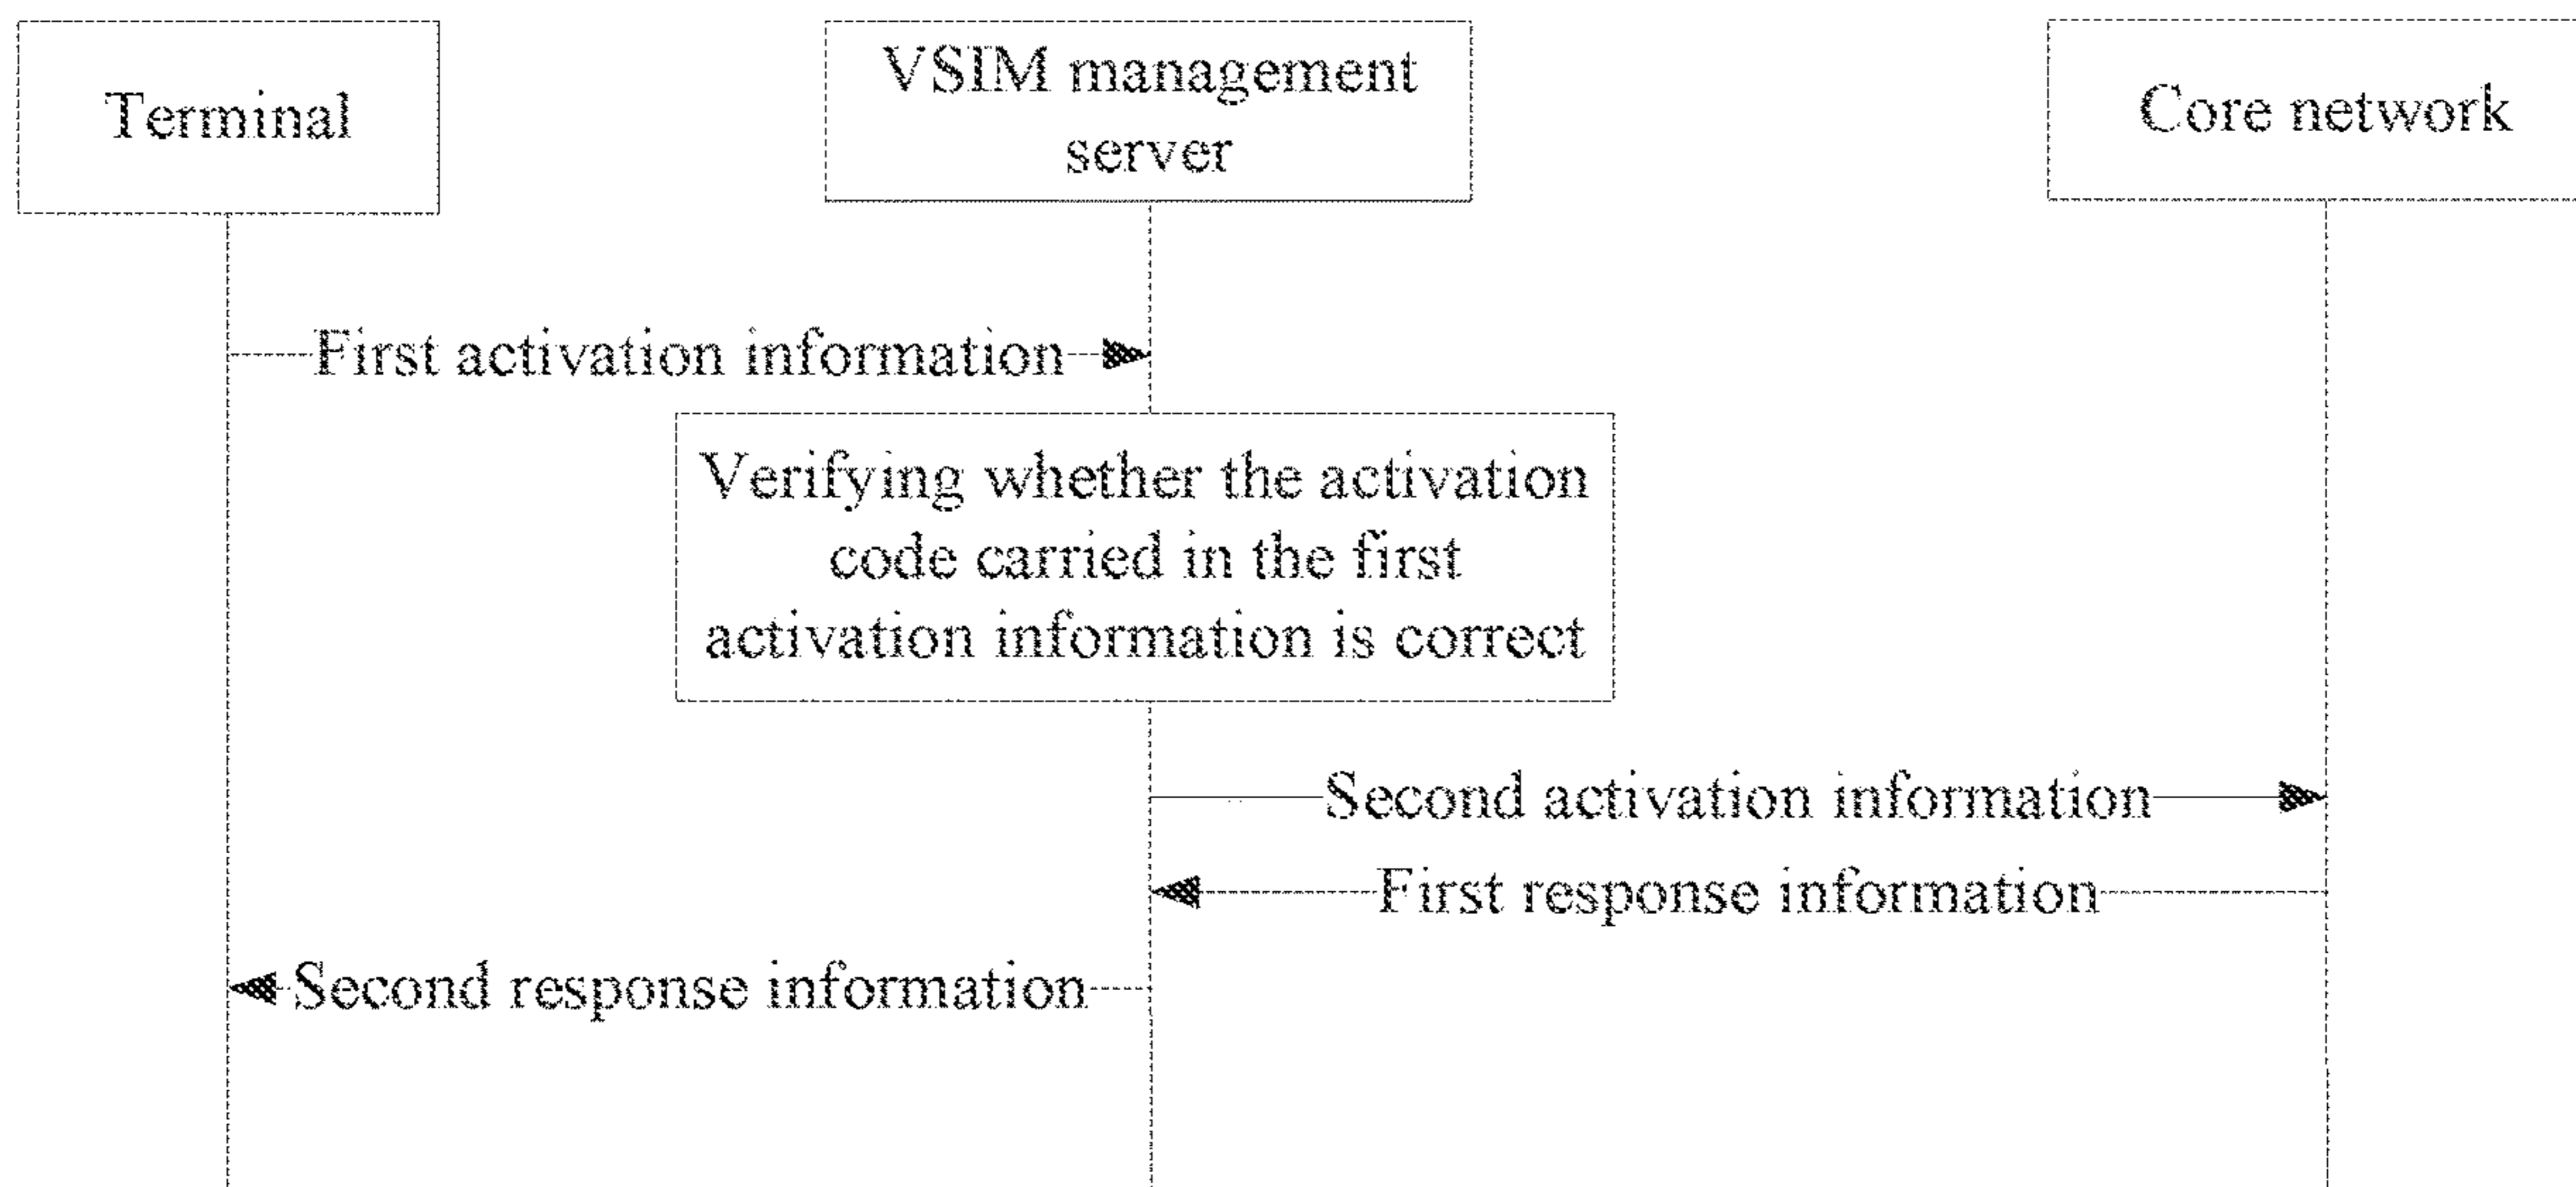 Terminal
VSIM management
server
Core network
First activation information
Verifying whether the activation
code carried in the first
activation information is correct
Second activation information
First response information
Second response information